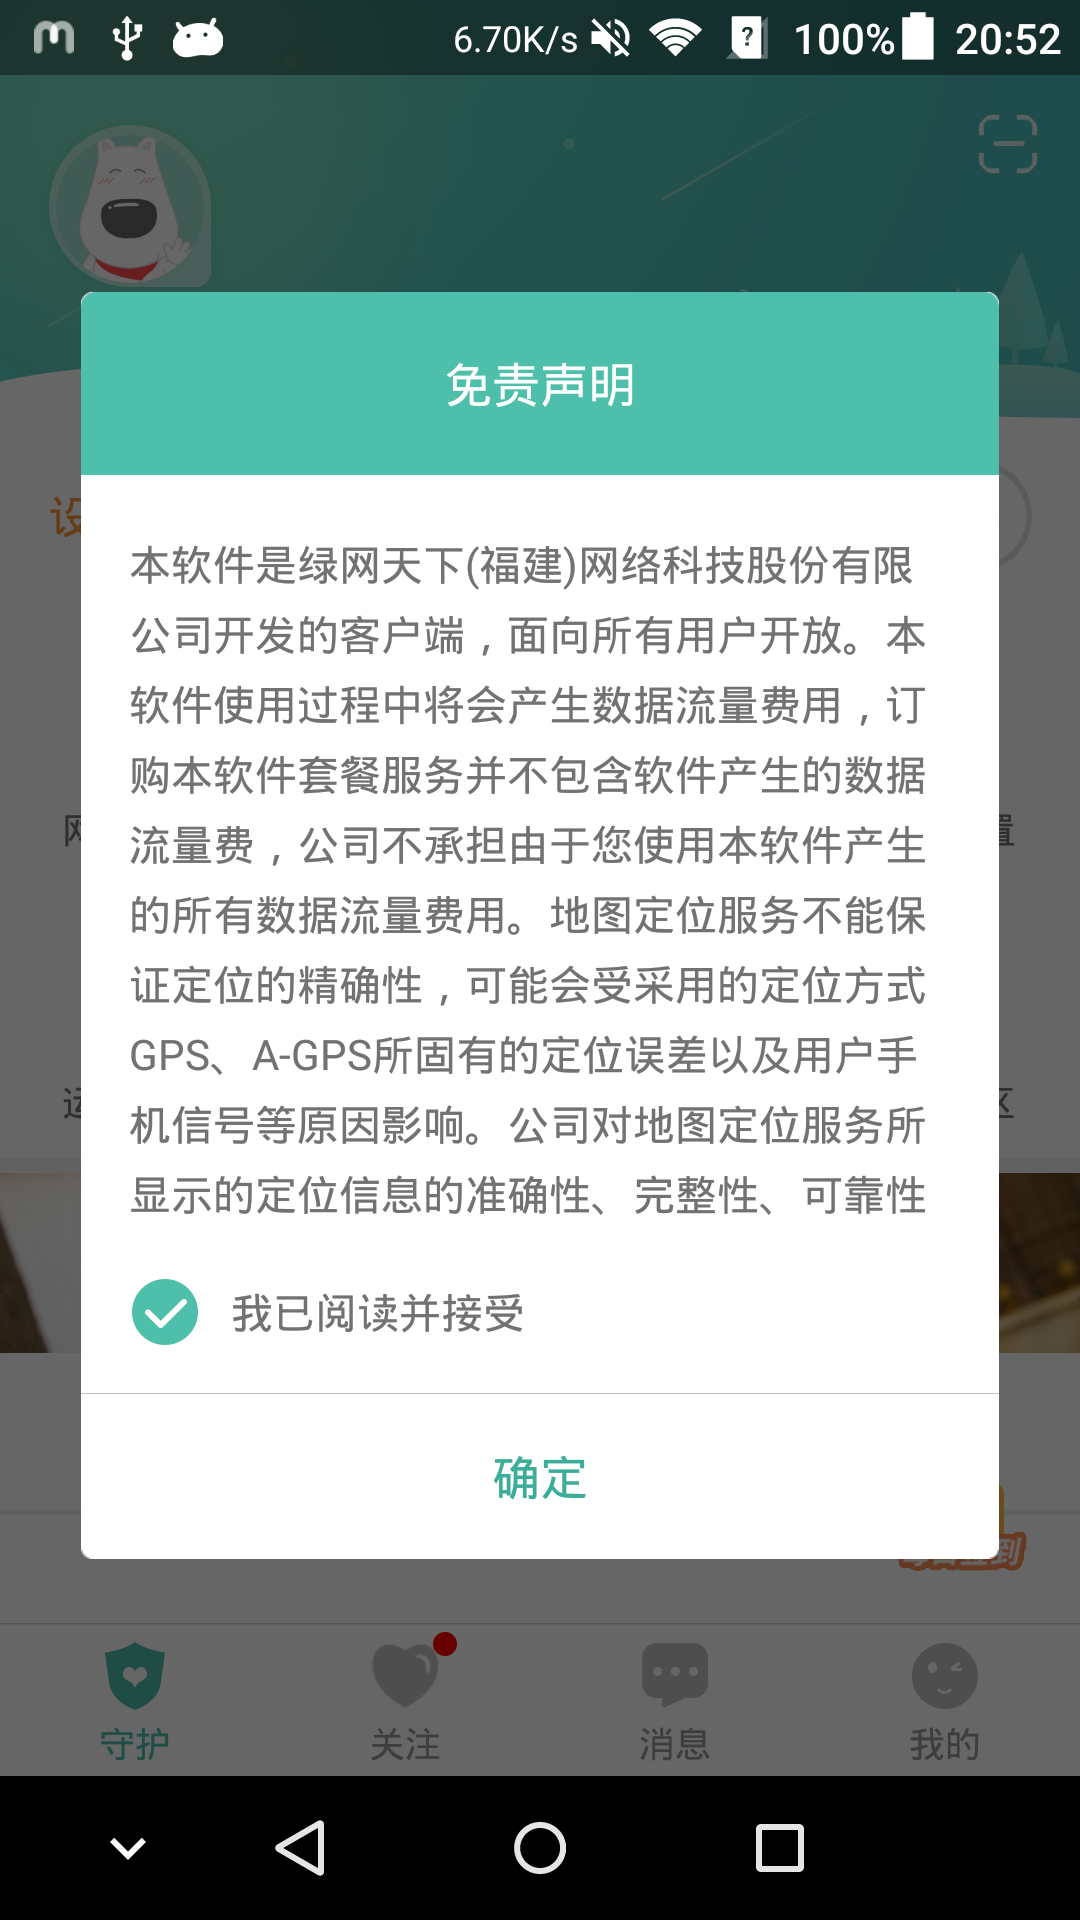 6.70K/s
100%
20:52
免责声明
设
本软件是绿网天下(福建)网络科技股份有限
公司开发的客户端，面向所有用户开放。本
软件使用过程中将会产生数据流量费用，订
购本软件套餐服务并不包含软件产生的数据
流量费，公司不承担由于您使用本软件产生
的所有数据流量费用。地图定位服务不能保
证定位的精确性，可能会受采用的定位方式
GPS、A-GPS所固有的定位误差以及用户手
机信号等原因影响。公司对地图定位服务所
显示的定位信息的准确性、完整性、可靠性
网
置
运
区
我已阅读并接受
确定
到
守护
关注
消息
我的